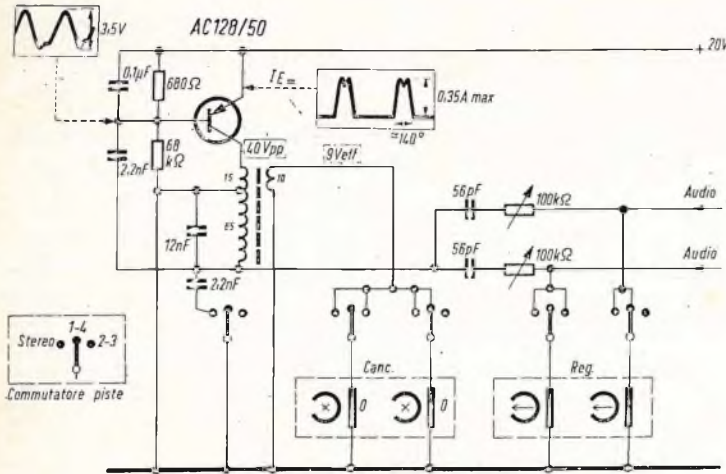 AC128/50
3,5V
+20V
0,1µF
680Ω
IE=
0,35A max
≃140°
68
kΩ
2,2nF
40Vpp
9Veff
15
10
85
12nF
2,2nF
56pF
100kΩ
Audio
56pF
100kΩ
Audio
1-4
Stereo
2-3
Commutatore piste
Canc.
0
0
Reg.